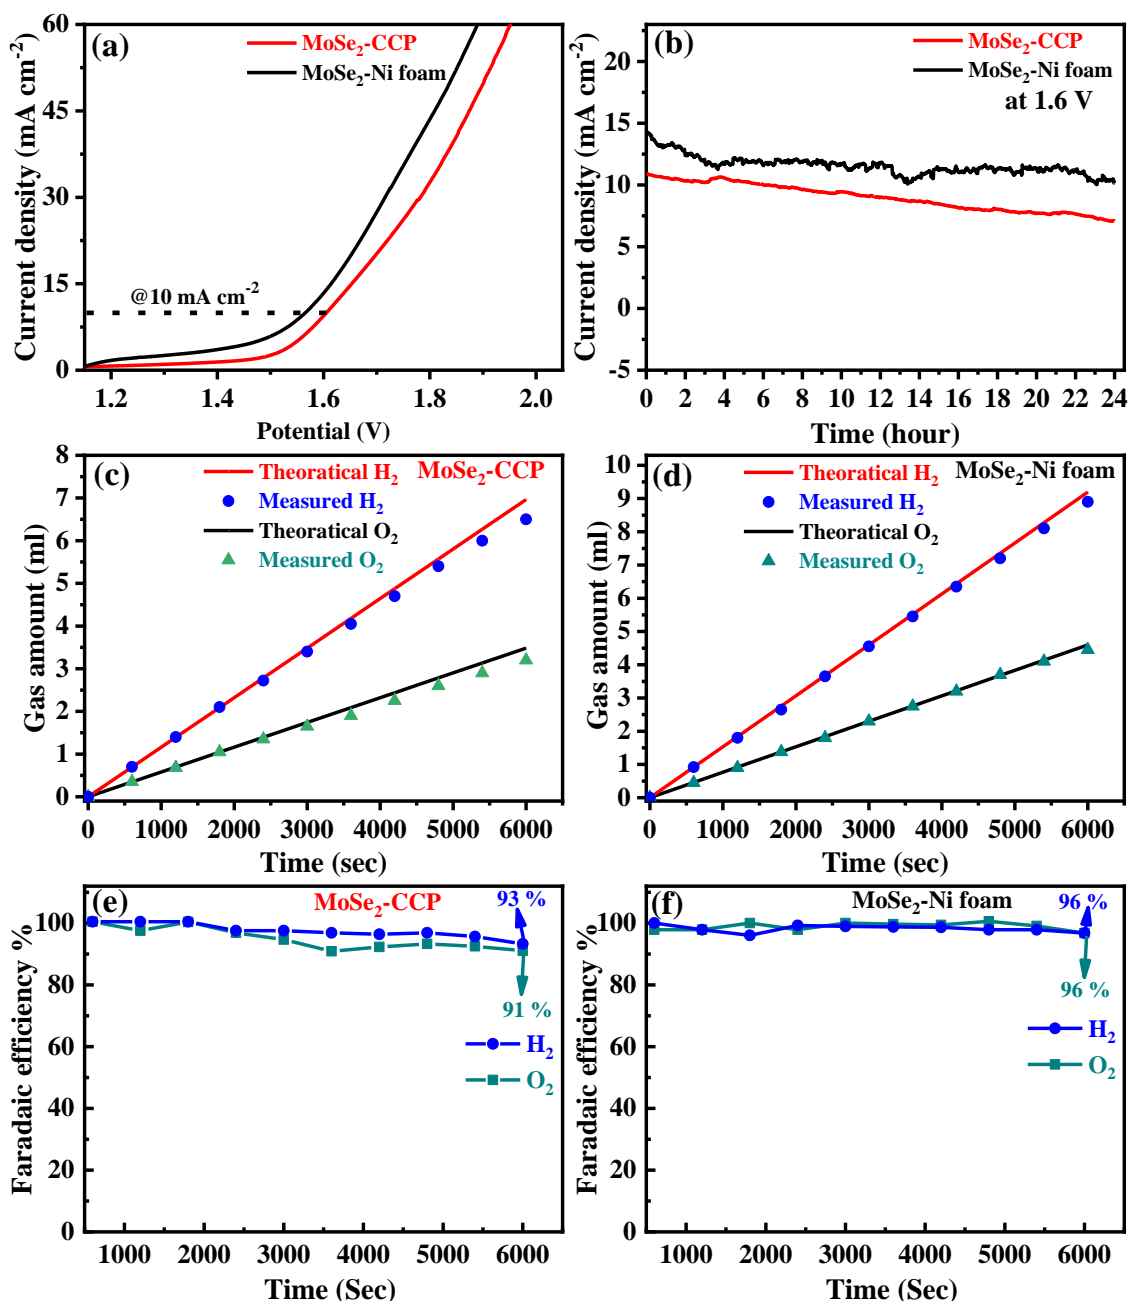 (a)
MoSe2-CCP
MoSe2-Ni foam
@10 mA cm-2
60
45
30
15
0
1.2 1.4 1.6 1.8 2.0
Current density (mA cm-2)
Potential (V)
(b)
MoSe2-CCP
MoSe2-Ni foam
at 1.6 V
20
15
10
5
0
-5
0 2 4 6 8 10 12 14 16 18 20 22 24
Current density (mA cm-2)
Time (hour)
(c)
Theoratical H2
MoSe2-CCP
Measured H2
Theoratical O2
Measured O2
8
7
6
5
4
3
2
1
0
0 1000 2000 3000 4000 5000 6000
Gas amount (ml)
Time (sec)
(d)
Theoratical H2
MoSe2-Ni foam
Measured H2
Theoratical O2
Measured O2
10
9
8
7
6
5
4
3
2
1
0
0 1000 2000 3000 4000 5000 6000
Gas amount (ml)
Time (sec)
(e)
MoSe2-CCP
93 %
91 %
H2
O2
100
80
60
40
20
0
1000 2000 3000 4000 5000 6000
Faradaic efficiency %
Time (Sec)
(f)
MoSe2-Ni foam
96 %
96 %
H2
O2
100
80
60
40
20
0
1000 2000 3000 4000 5000 6000
Faradaic efficiency %
Time (Sec)